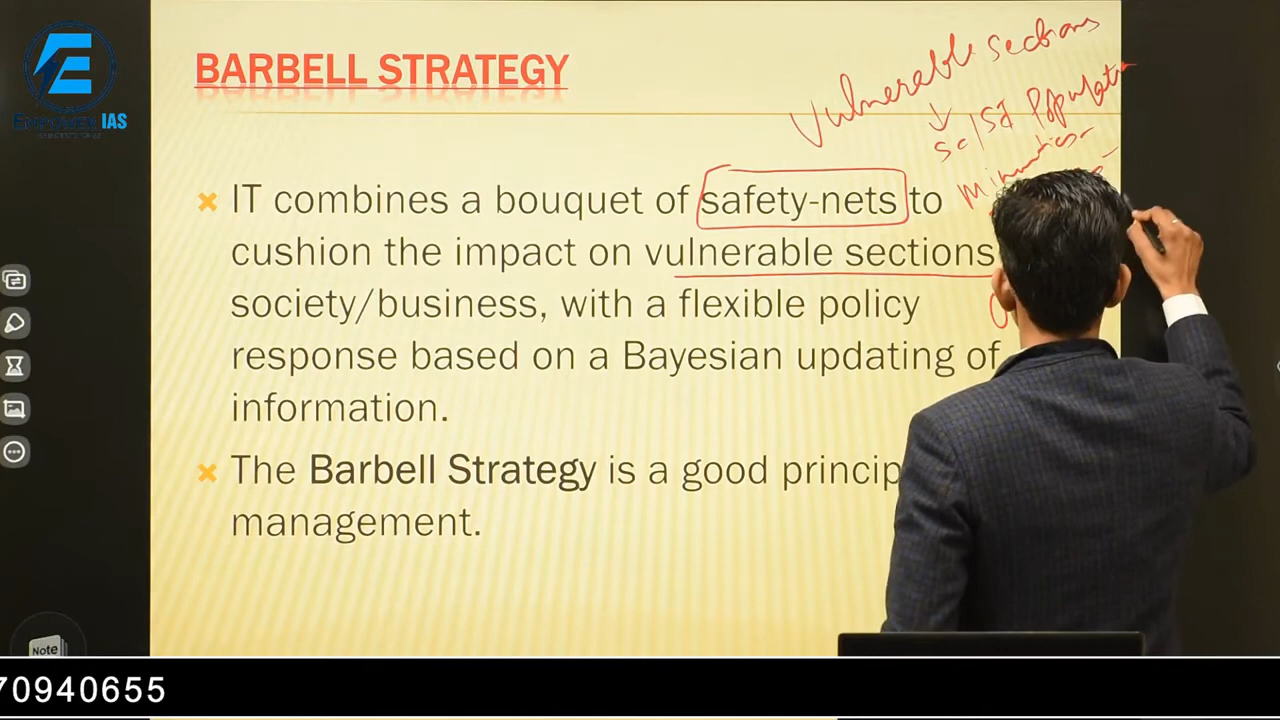 EMPOWER IAS
BARBELL STRATEGY
Vulnerable sections
SC/ST Population
Minorities
IT combines a bouquet of safety-nets to
cushion the impact on vulnerable sections
society/business, with a flexible policy
response based on a Bayesian updating of
information.
The Barbell Strategy is a good princip
management.
Note
70940655